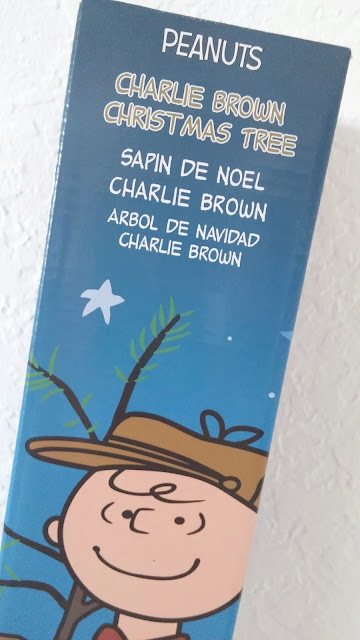 PEANUTS
CHARLIE BROWN
CHRISTMAS TREE
SAPIN DE NOEL
CHARLIE BROWN
ARBOL DE NAVIDAD
CHARLIE BROWN